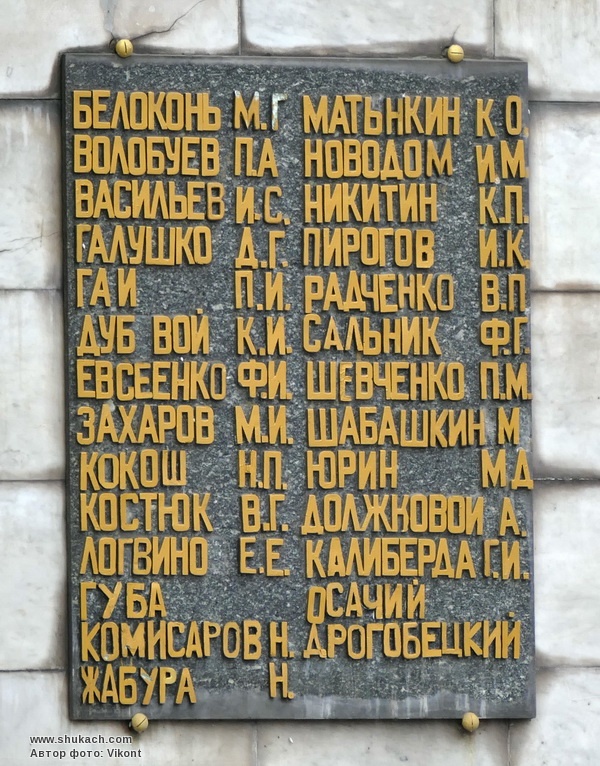 БЕЛОКОНЬ М.Г
ВОЛОБУЕВ П.А
ВАСИЛЬЕВ И.С.
ГАЛУШКО Д.Г.
ГАИ П.И.
ДУБ ВОЙ К.И.
ЕВСЕЕНКО Ф.И.
ЗАХАРОВ М.И.
КОКОШ Н.П.
КОСТЮК В.Г.
ЛОГВИНО Е.Е.
ГУБА
КОМИСАРОВ Н.
ЖАБУРА Н.
МАТЬНКИН К О.
НОВОДОМ И.М.
НИКИТИН К.П.
ПИРОГОВ И.К.
РАДЧЕНКО В.П
САЛЬНИК Ф.Г.
ШЕВЧЕНКО П.М.
ШАБАШКИН М
ЮРИН М Д
ДОЛЖКОВОИ А.
КАЛИБЕРДА Г.И.
ОСАЧИЙ .
ДРОГОБЕЦКИЙ
www.shukach.com
Автор фото: Vikont